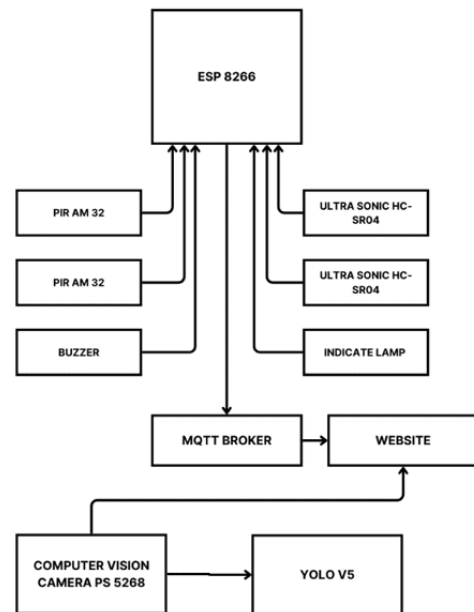 ESP 8266
PIR AM 32
ULTRA SONIC HC-
SR04
PIR AM 32
ULTRA SONIC HC-
SR04
BUZZER
INDICATE LAMP
MQTT BROKER
WEBSITE
COMPUTER VISION
CAMERA PS 5268
YOLO V5